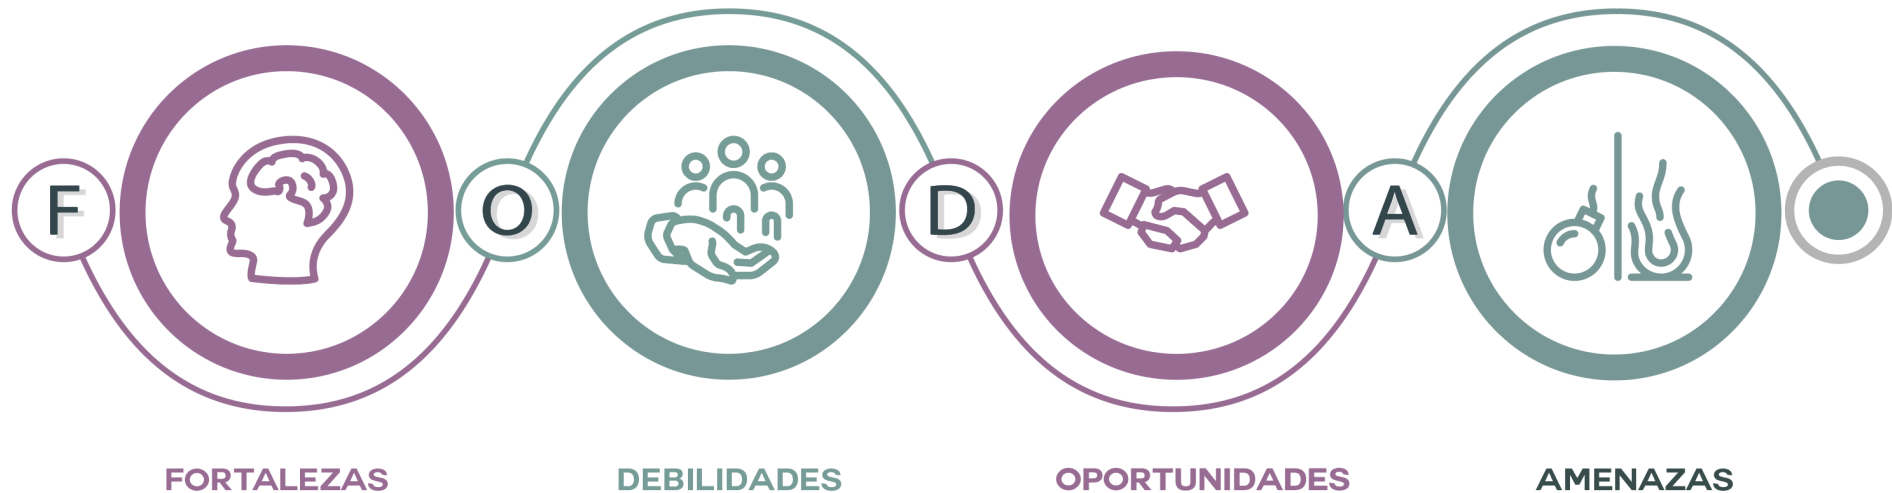 F O D A
FORTALEZAS DEBILIDADES OPORTUNIDADES AMENAZAS